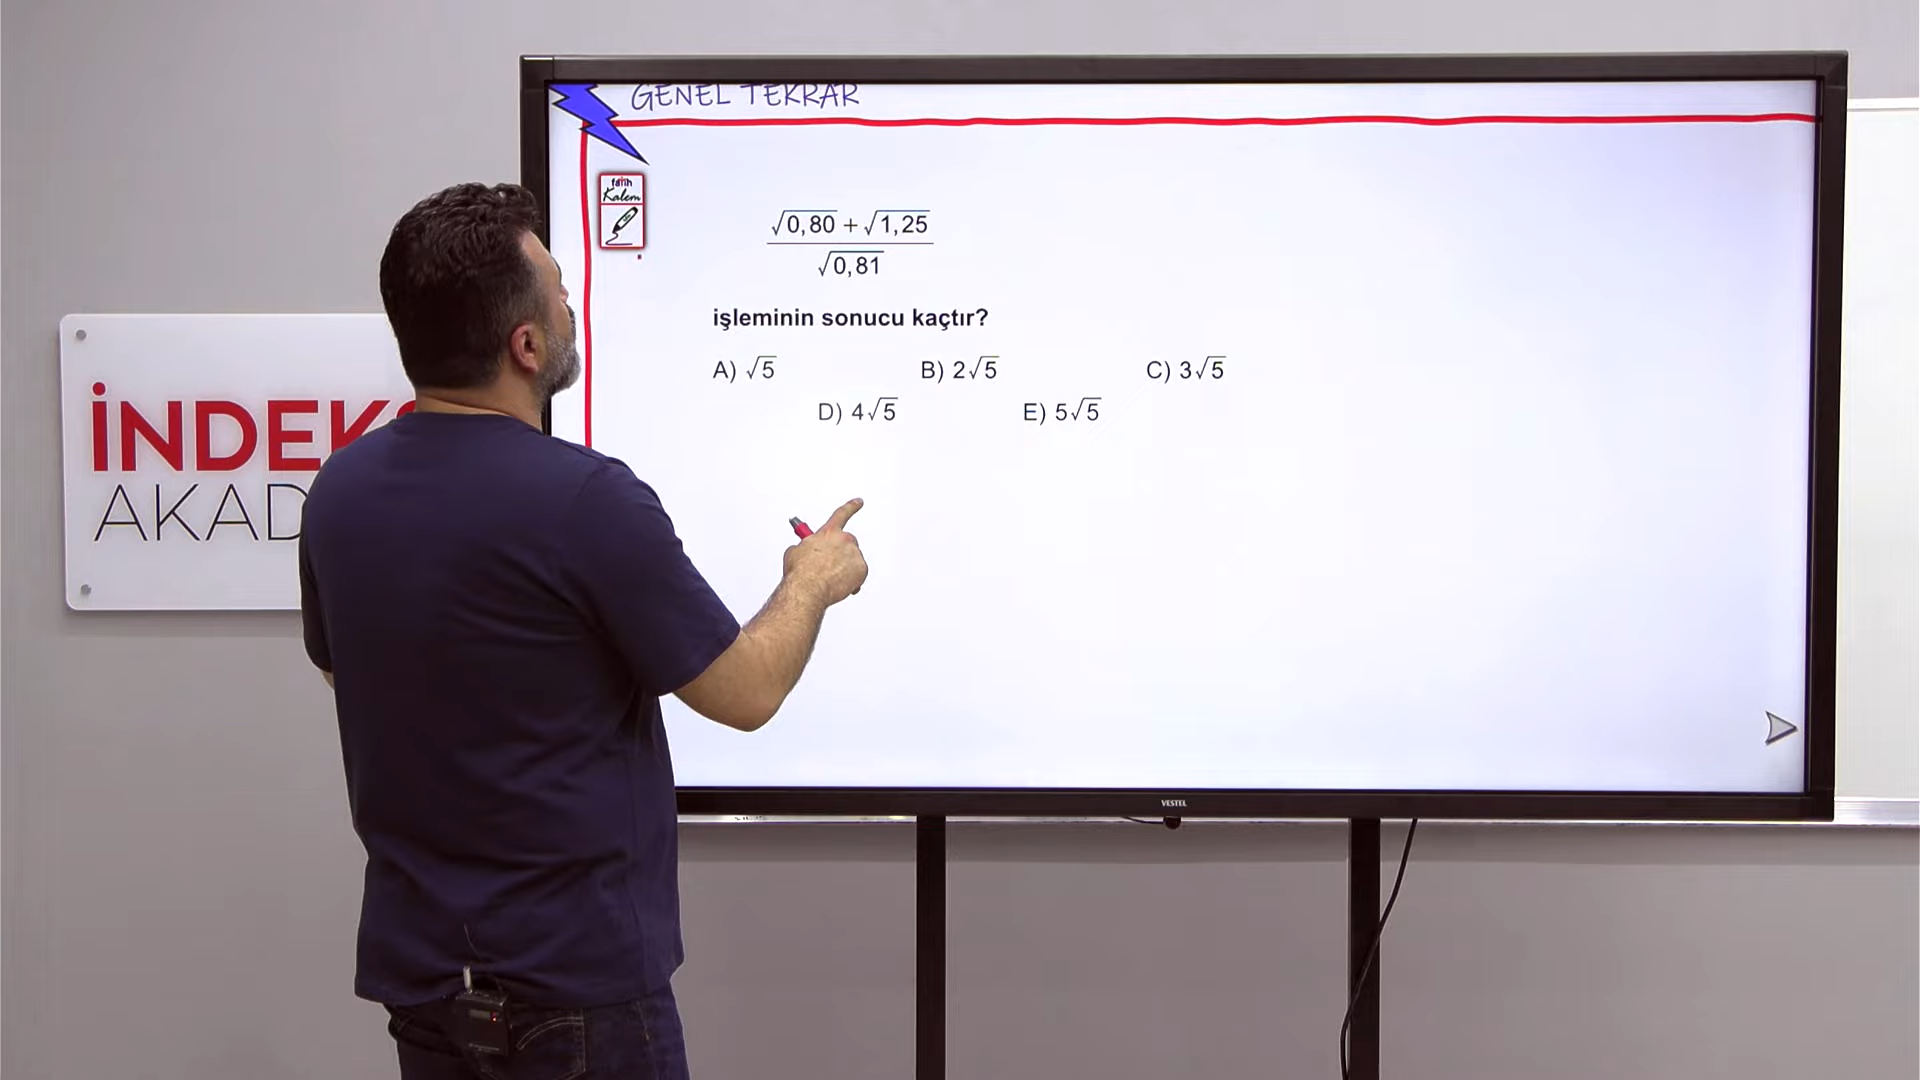 GENEL TEKRAR
fatih
Kalem
√0,80 + √1,25
√0,81
işleminin sonucu kaçtır?
A) √5 B) 2√5 C) 3√5
D) 4√5 E) 5√5
İNDEKS
AKAD
VESTEL